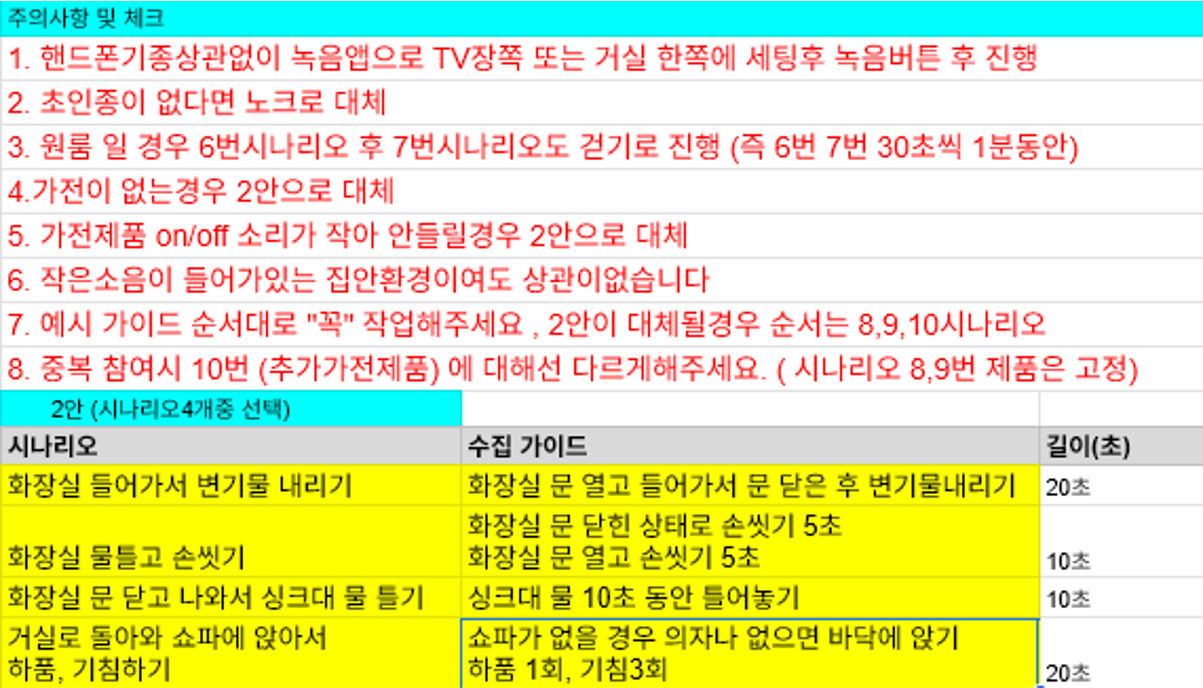 주의사항 및 체크
1. 핸드폰기종상관없이 녹음앱으로 TV장쪽 또는 거실 한쪽에 세팅후 녹음버튼 후 진행
2. 초인종이 없다면 노크로 대체
3. 원룸 일 경우 6번시나리오 후 7번시나리오도 걷기로 진행 (즉 6번 7번 30초씩 1분동안)
4.가전이 없는경우 2안으로 대체
5. 가전제품 on/off 소리가 작아 안들릴경우 2안으로 대체
6. 작은소음이 들어가있는 집안환경이여도 상관이없습니다
7. 예시 가이드 순서대로 "꼭" 작업해주세요 , 2안이 대체될경우 순서는 8,9,10시나리오
8. 중복 참여시 10번 (추가가전제품) 에 대해선 다르게해주세요. ( 시나리오 8,9번 제품은 고정)
2안 (시나리오4개중 선택)
시나리오 수집 가이드 길이(초)
화장실 들어가서 변기물 내리기 화장실 문 열고 들어가서 문 닫은 후 변기물내리기 20초
화장실 물틀고 손씻기
화장실 문 닫힌 상태로 손씻기 5초
화장실 문 열고 손씻기 5초
10초
화장실 문 닫고 나와서 싱크대 물 틀기 싱크대 물 10초 동안 틀어놓기 10초
거실로 돌아와 쇼파에 앉아서
하품, 기침하기
쇼파가 없을 경우 의자나 없으면 바닥에 앉기
하품 1회, 기침3회
20초